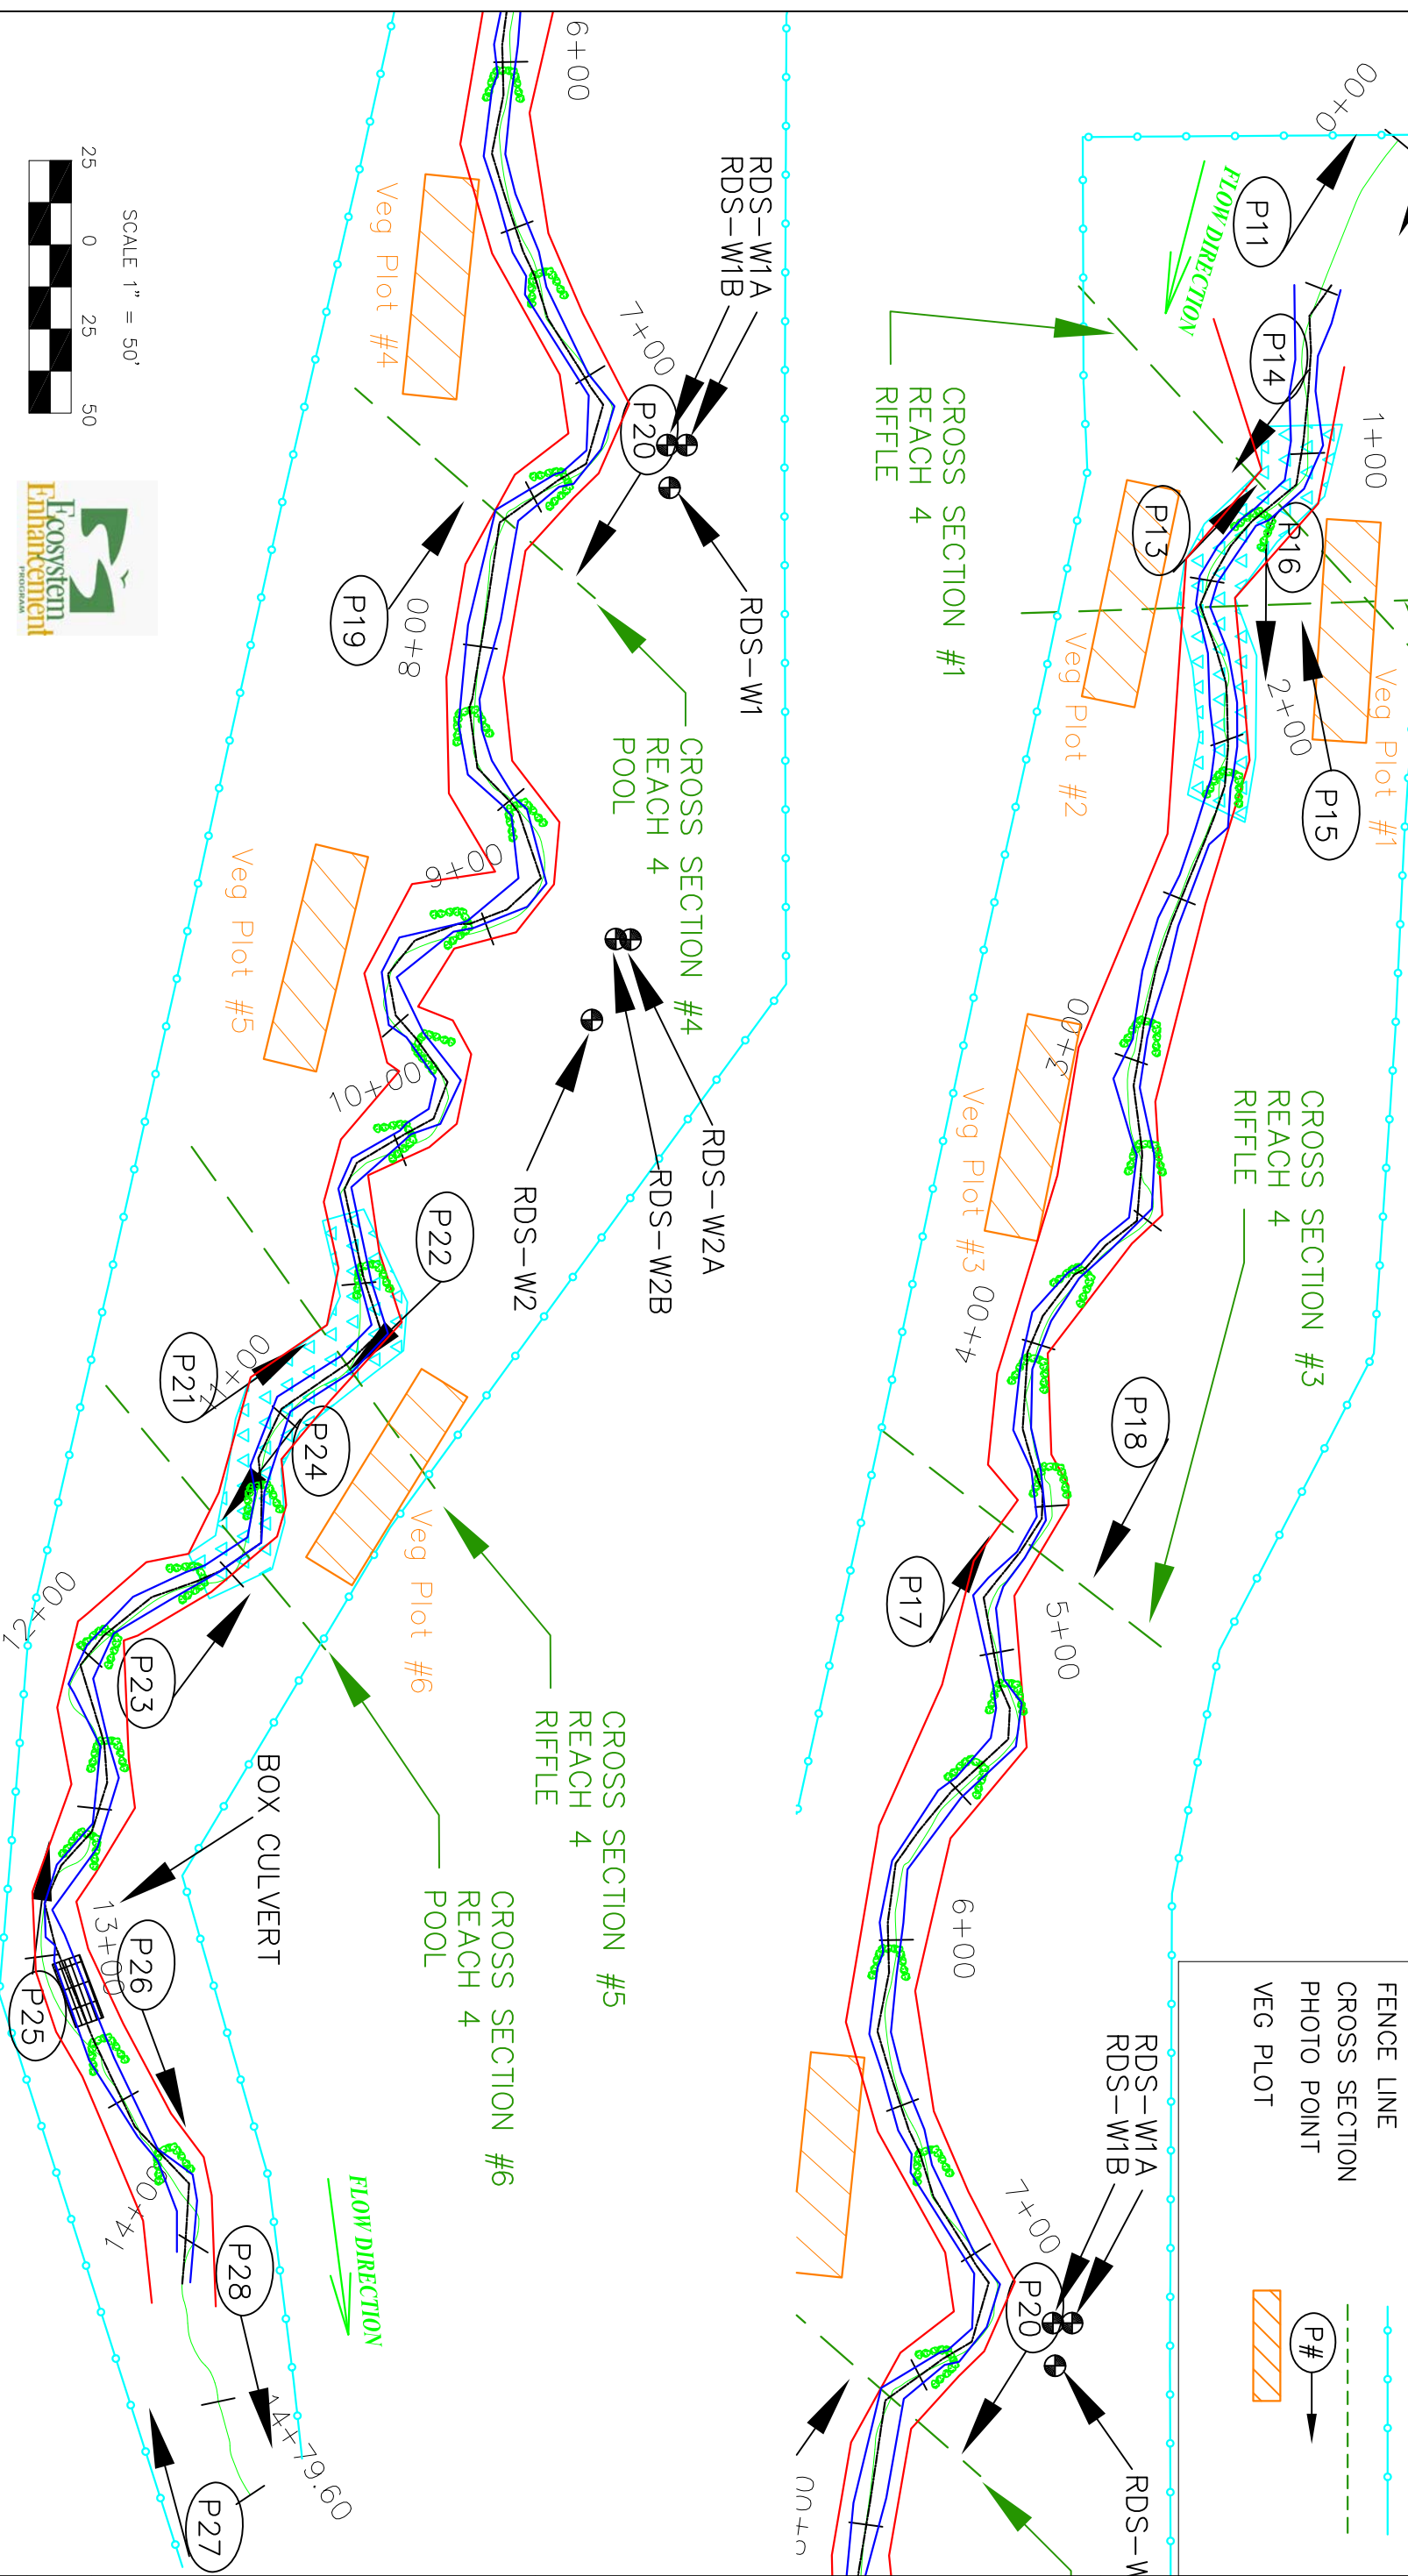 FENCE LINE
CROSS SECTION
PHOTO POINT
P#
VEG PLOT
0+00
P11
FLOW DIRECTION
P14
1+00
P16
P13
Veg Plot #1
2+00
P15
Veg Plot #2
CROSS SECTION #1
REACH 4
RIFFLE
3+00
Veg Plot #3
CROSS SECTION #3
REACH 4
RIFFLE
4+00
P18
P17
5+00
6+00
RDS-W1A
RDS-W1B
7+00
P20
6+00
RDS-W1A
RDS-W1B
7+00
P20
RDS-W1
Veg Plot #4
P19
8+00
CROSS SECTION #4
REACH 4
POOL
9+00
Veg Plot #5
RDS-W2A
RDS-W2B
RDS-W2
10+00
P22
P21
11+00
P24
Veg Plot #6
CROSS SECTION #5
REACH 4
RIFFLE
CROSS SECTION #6
REACH 4
POOL
12+00
P23
BOX CULVERT
13+00
P26
P25
14+00
FLOW DIRECTION
P28
14+79.60
P27
SCALE 1" = 50'
25 0 25 50
Ecosystem
Enhancement
PROGRAM